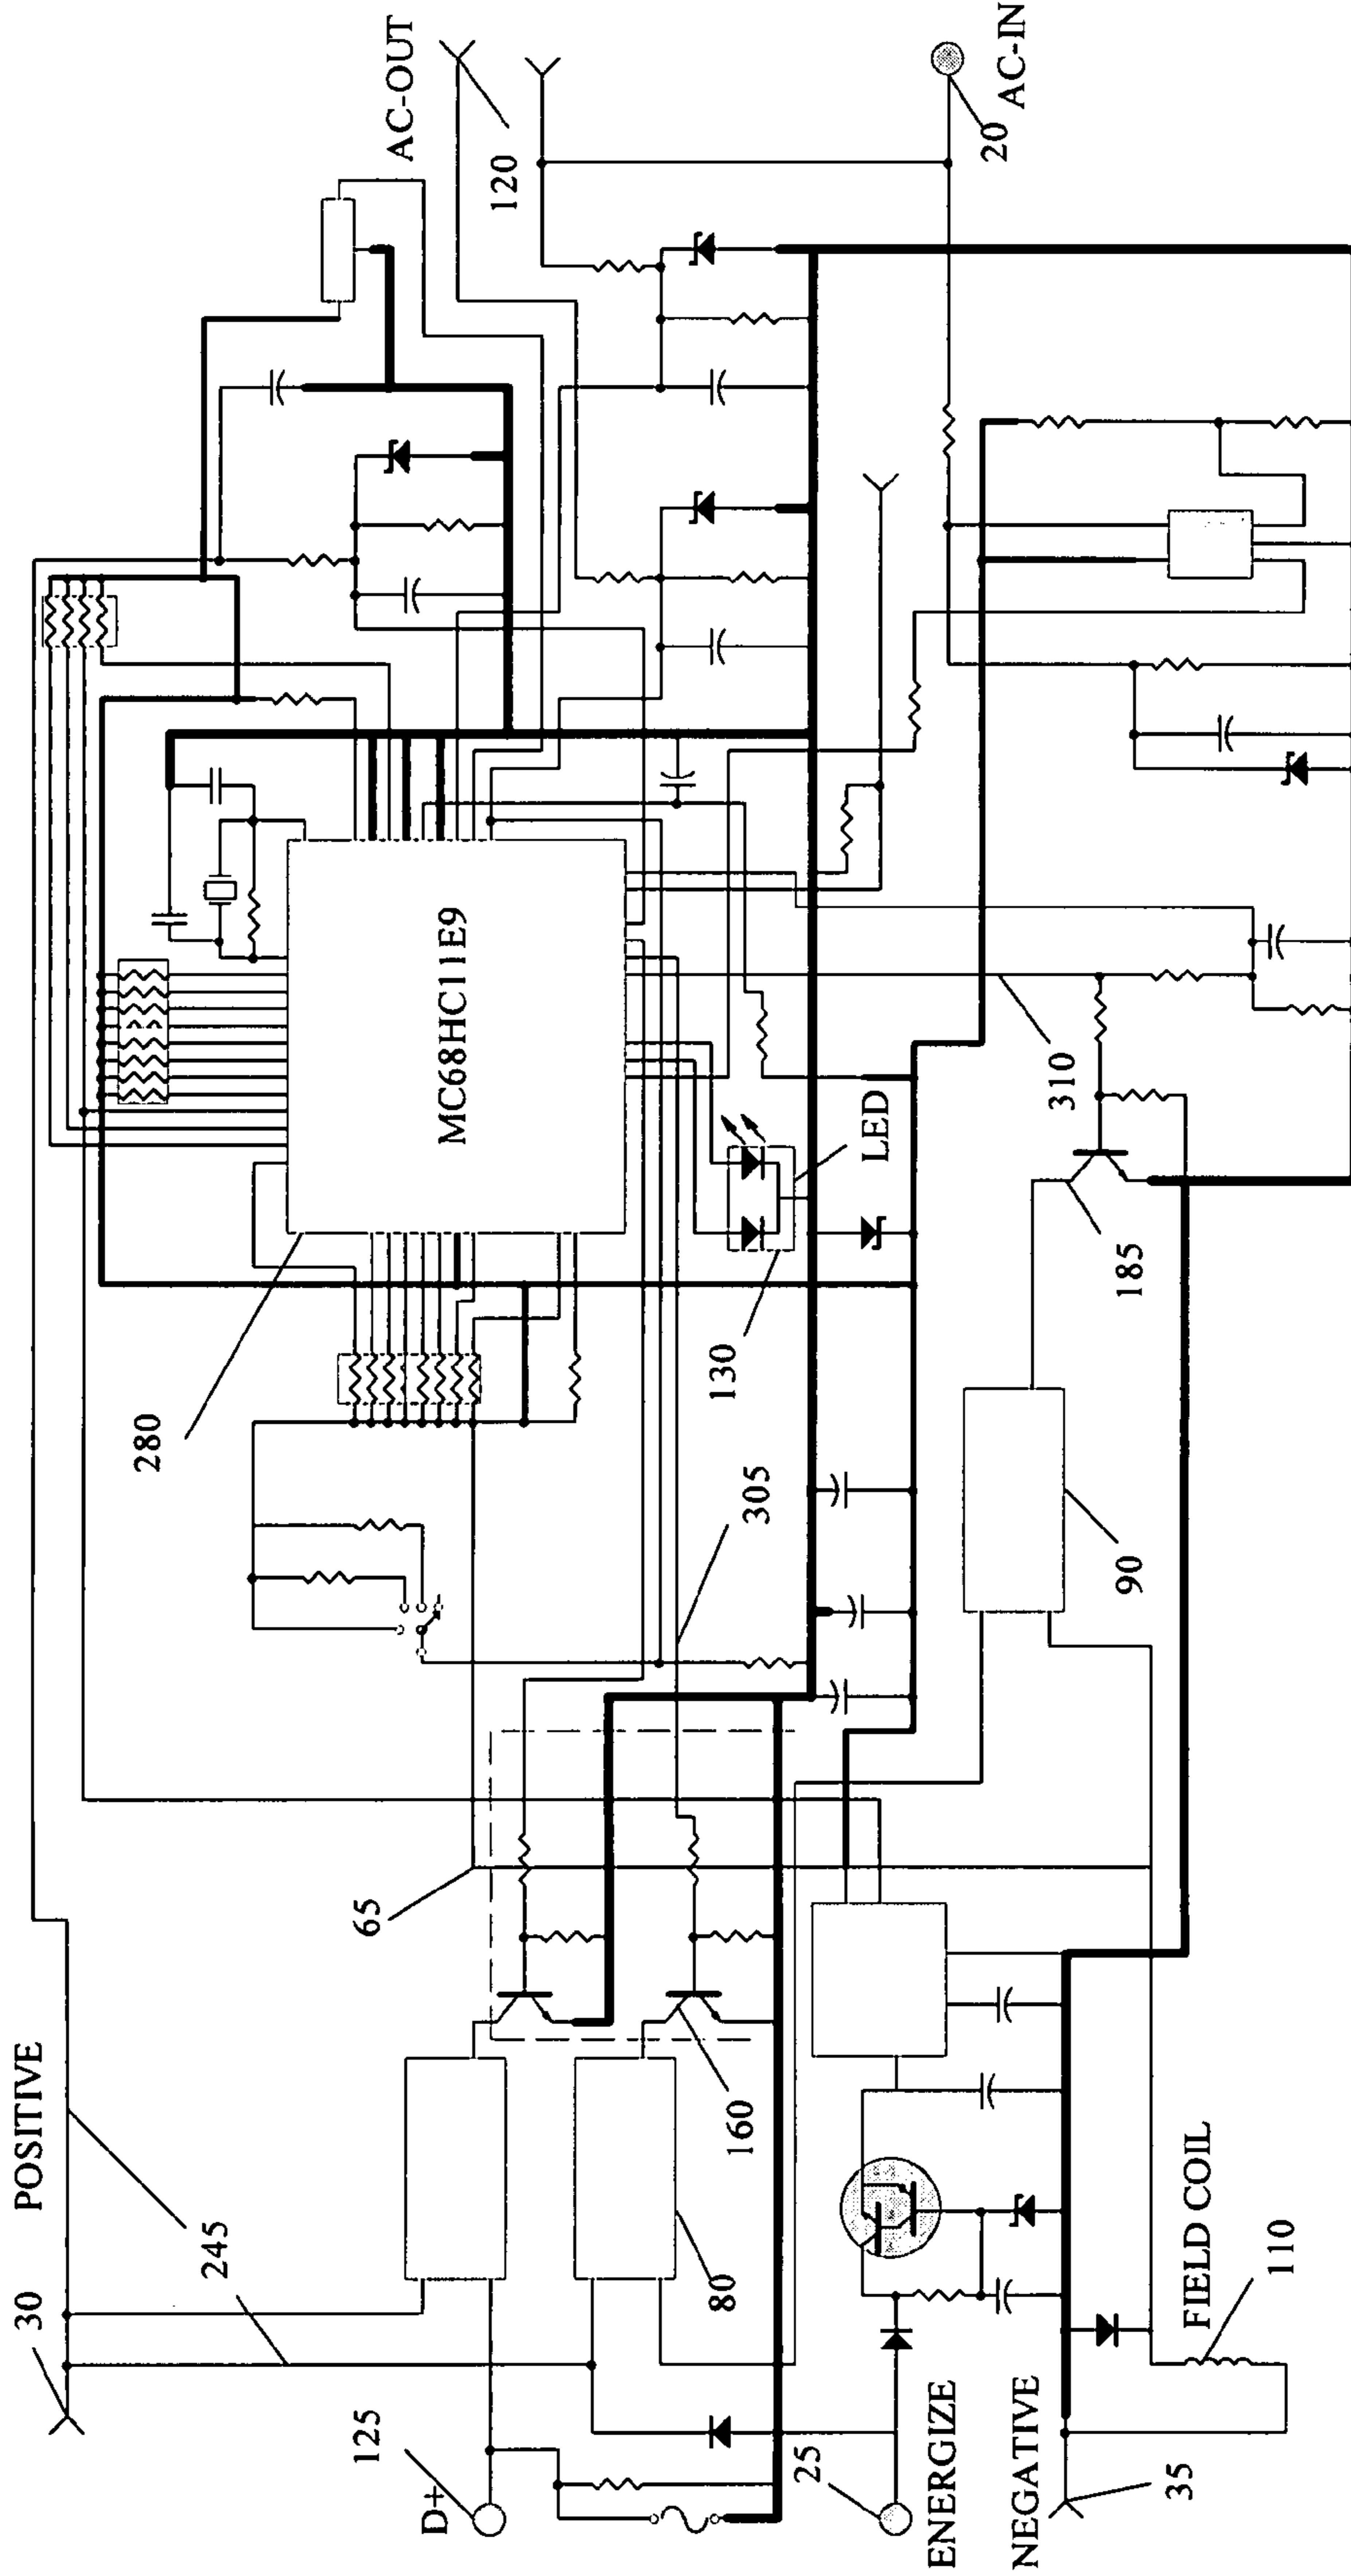 POSITIVE
30
245
D+
125
80
160
65
25
ENERGIZE
NEGATIVE
35
FIELD COIL
110
280
MC68HC11E9
305
130
LED
90
185
310
AC-OUT
120
20
AC-IN